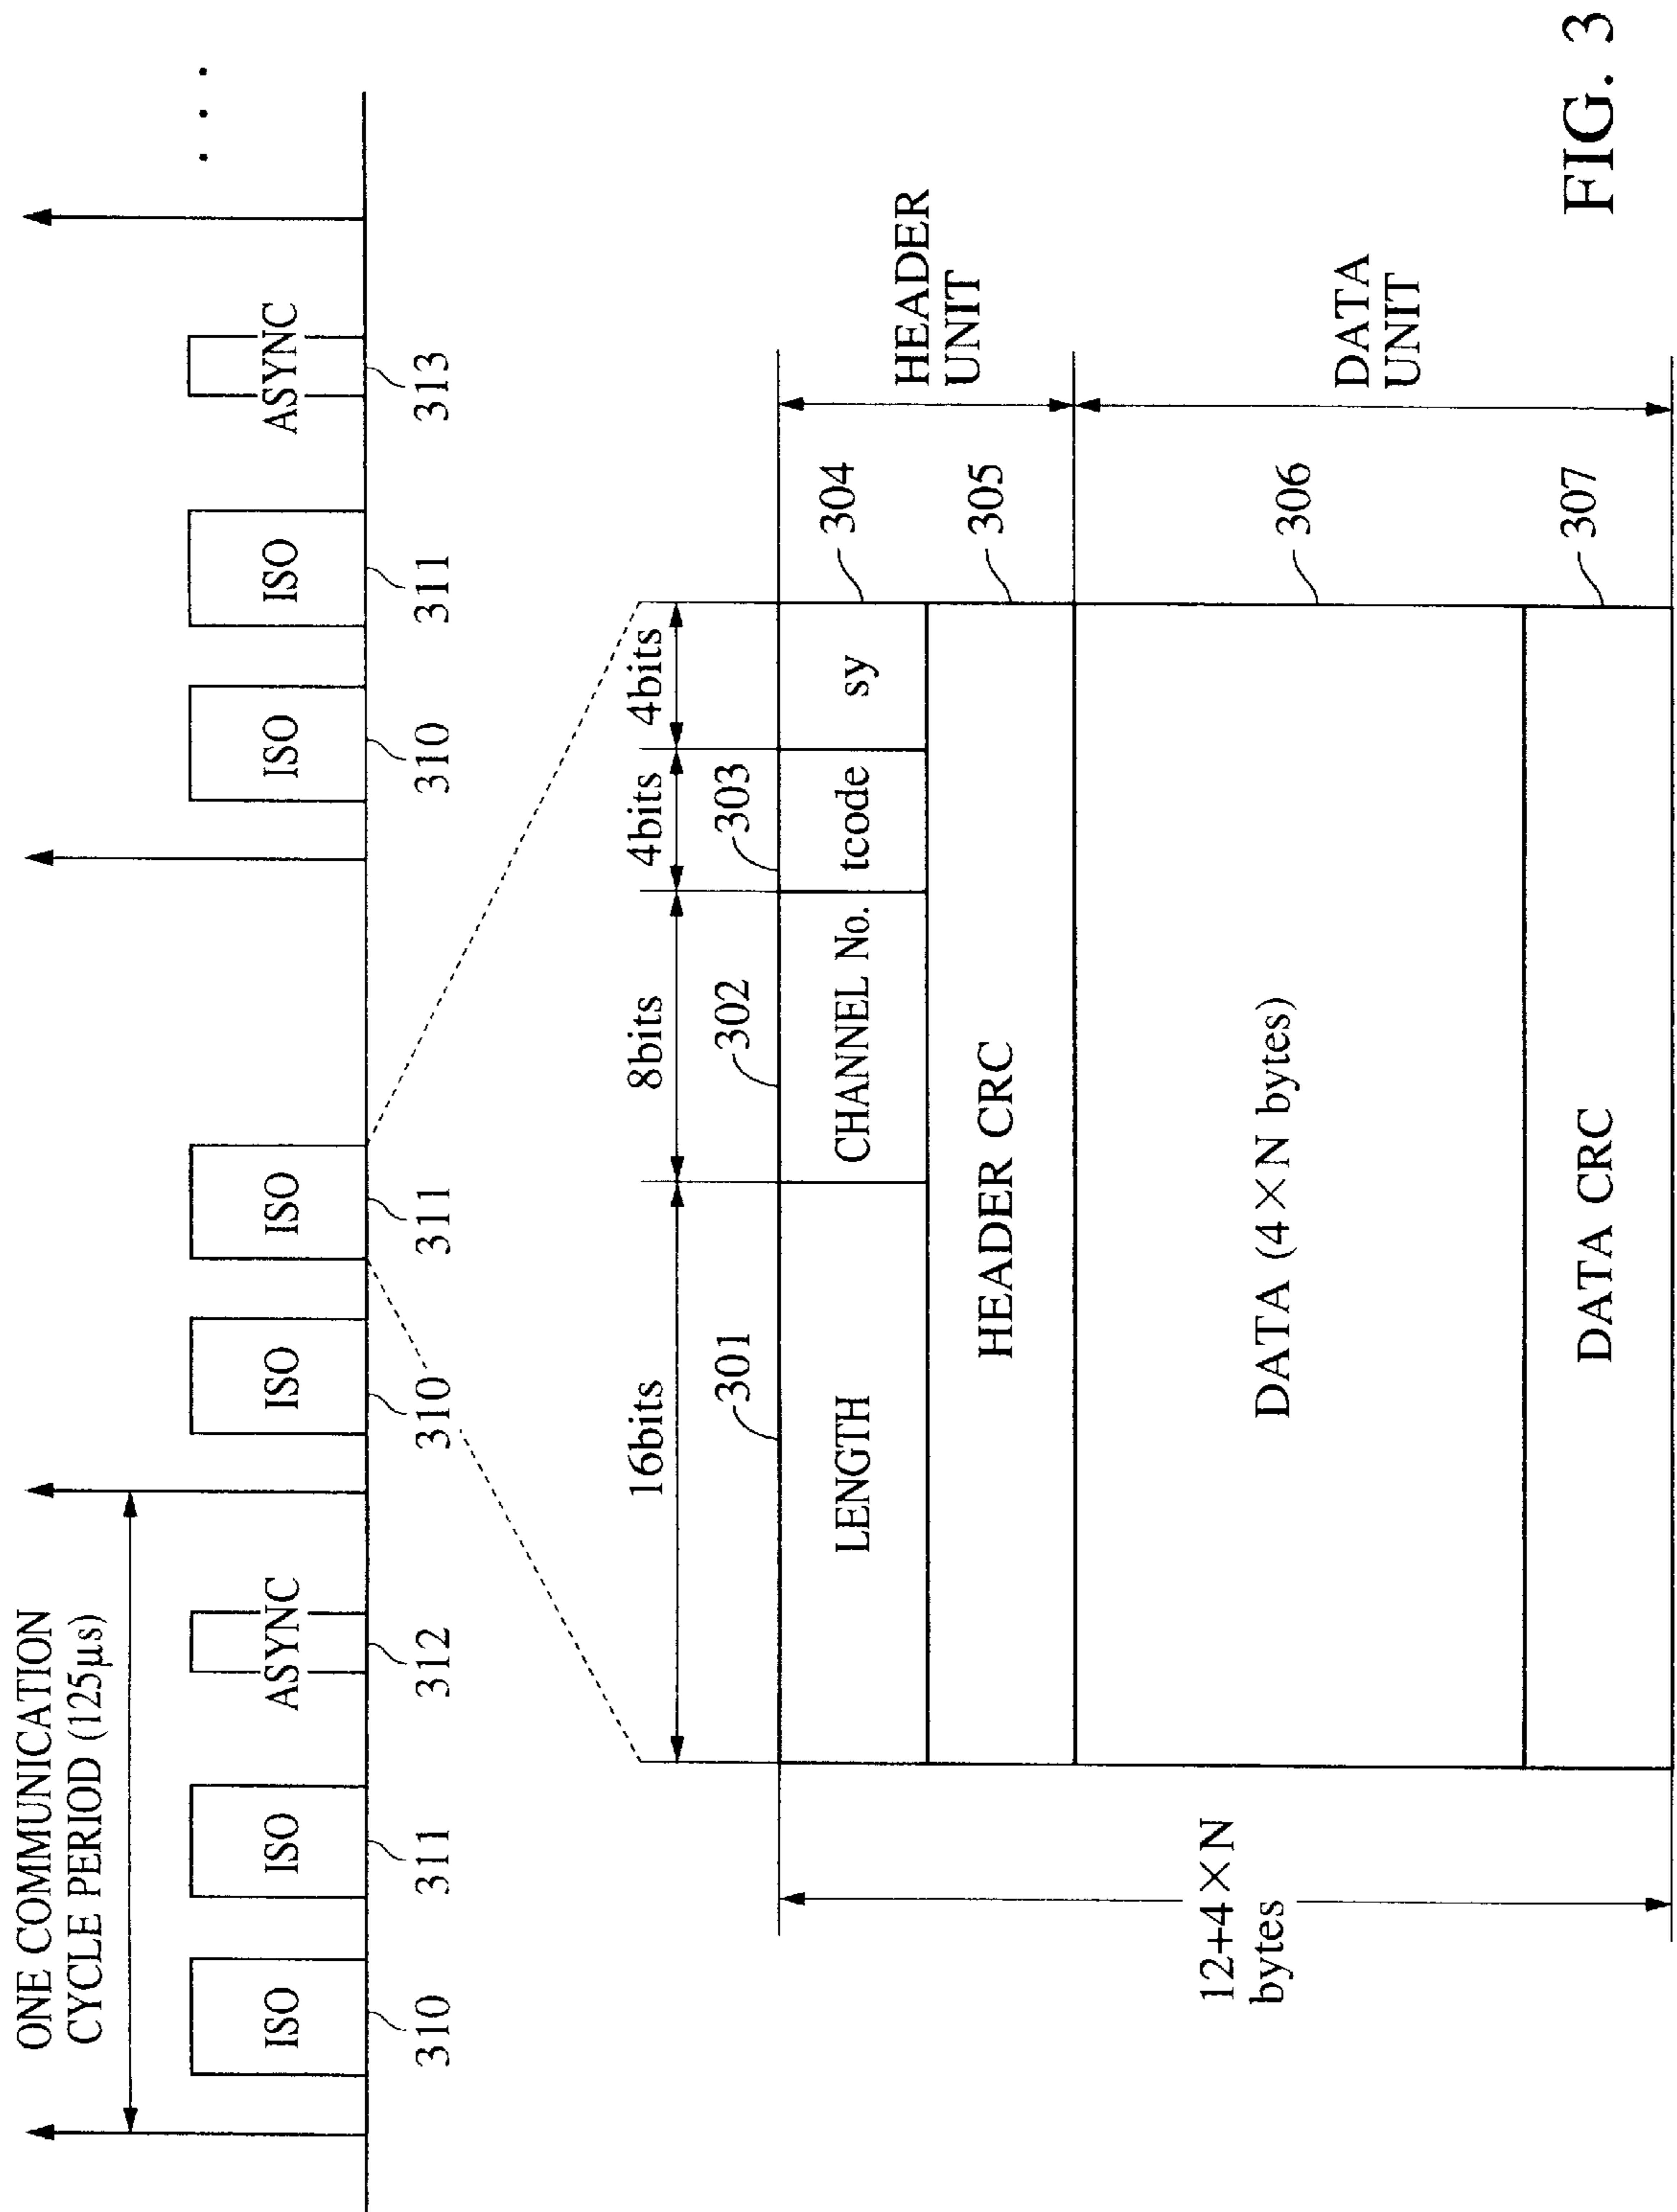 ONE COMMUNICATION
CYCLE PERIOD (125μs)
ISO
ISO
ASYNC
ISO
ISO
ISO
ISO
ASYNC
. . .
310
311
312
310
311
310
311
313
16bits
8bits
4bits
4bits
301
302
303
LENGTH
CHANNEL No.
tcode
sy
304
HEADER
UNIT
HEADER CRC
305
12+4×N
bytes
DATA (4×N bytes)
306
DATA
UNIT
DATA CRC
307
FIG. 3